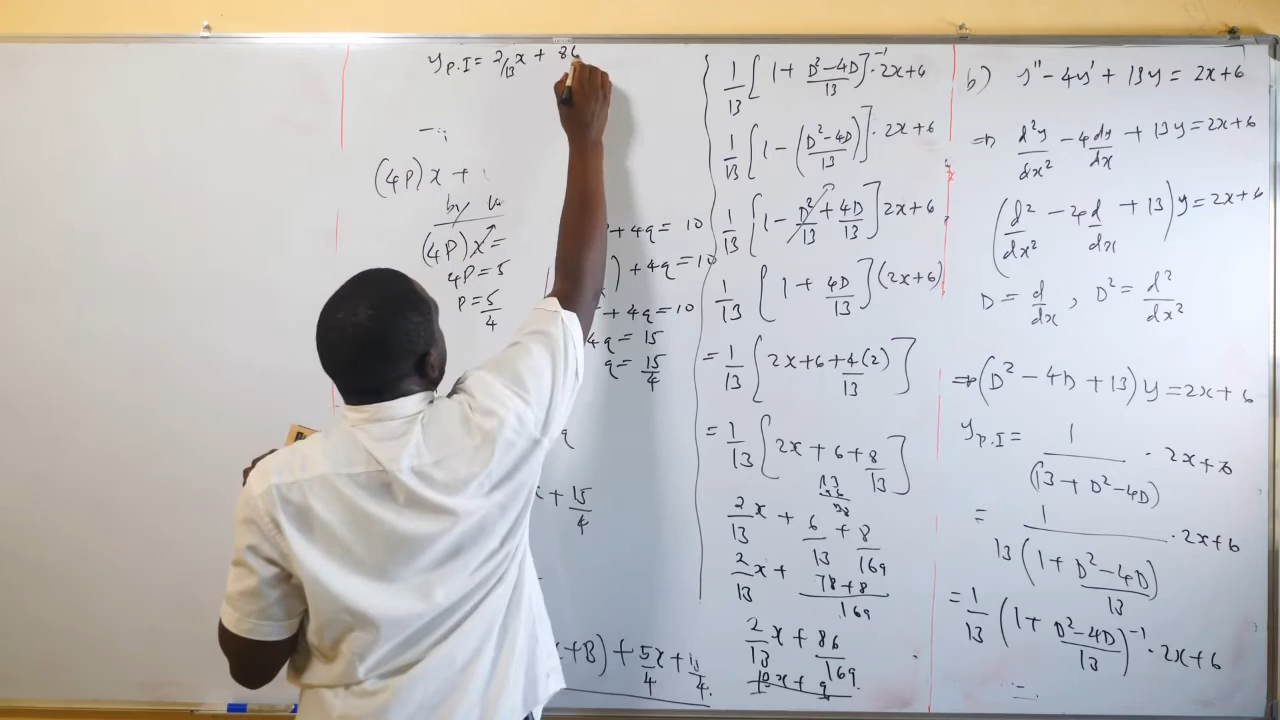 y_{P.I} = 2/13 x + 86
(4P)x +
by
(4P)x =
4P = 5
P = 5/4
+ 4q = 10
) + 4q = 10
+ 4q = 10
4q = 15
q = 15/4
q
x + 15/4
x + B) + 5x/4 + 15/4
1/13 [1 + D²-4D/13]^{-1} · 2x+6
1/13 [1 - (D²-4D/13)] · 2x+6
1/13 [1 - D²/13 + 4D/13] 2x+6
1/13 [1 + 4D/13] (2x+6)
= 1/13 [2x+6 + 4(2)/13]
= 1/13 [2x + 6 + 8/13]
2/13 x + 6/13 + 8/169
2/13 x + 78+8/169
2/13 x + 86/169
b) y'' - 4y' + 13y = 2x+6
⇒ d²y/dx² - 4dy/dx + 13y = 2x+6
(d²/dx² - 4d/dx + 13) y = 2x+6
D = d/dx , D² = d²/dx²
⇒ (D² - 4D + 13) y = 2x+6
y_{P.I} = 1/(13 + D² - 4D) · 2x+
= 1/13(1 + D²-4D/13) · 2x+6
= 1/13 (1 + D²-4D/13)^{-1} · 2x+6
=